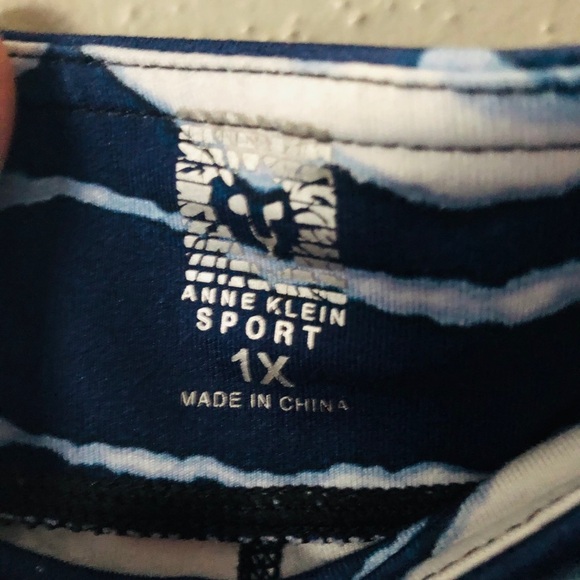 ANNE KLEIN
SPORT
1X
MADE IN CHINA